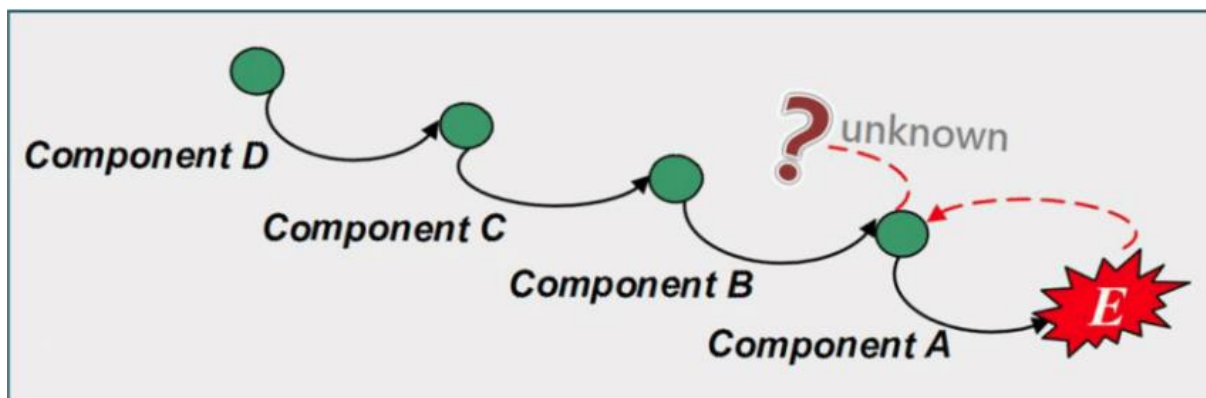 Component D
Component C
Component B
Component A
? unknown
E